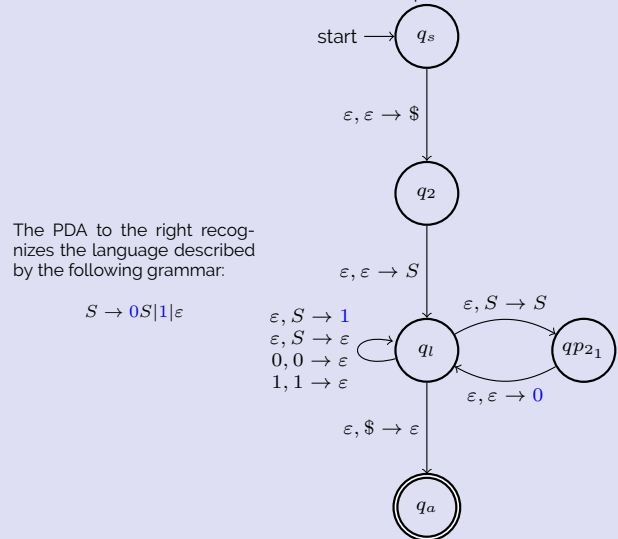 start
q_s
ε, ε → $
q_2
The PDA to the right recog-
nizes the language described
by the following grammar:
S → 0S|1|ε
ε, ε → S
ε, S → 1
ε, S → ε
0, 0 → ε
1, 1 → ε
q_l
ε, S → S
qp_{2_1}
ε, ε → 0
ε, $ → ε
q_a